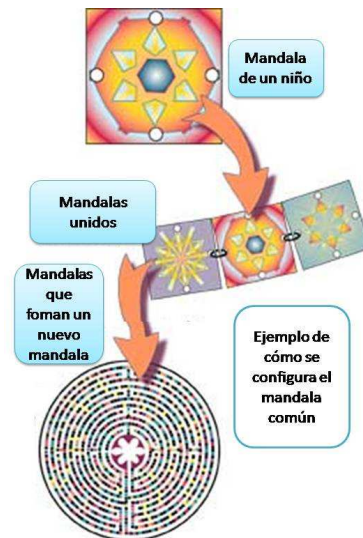 Mandala
de un niño
Mandalas
unidos
Mandalas
que
foman un
nuevo
mandala
Ejemplo de
cómo se
configura el
mandala
común